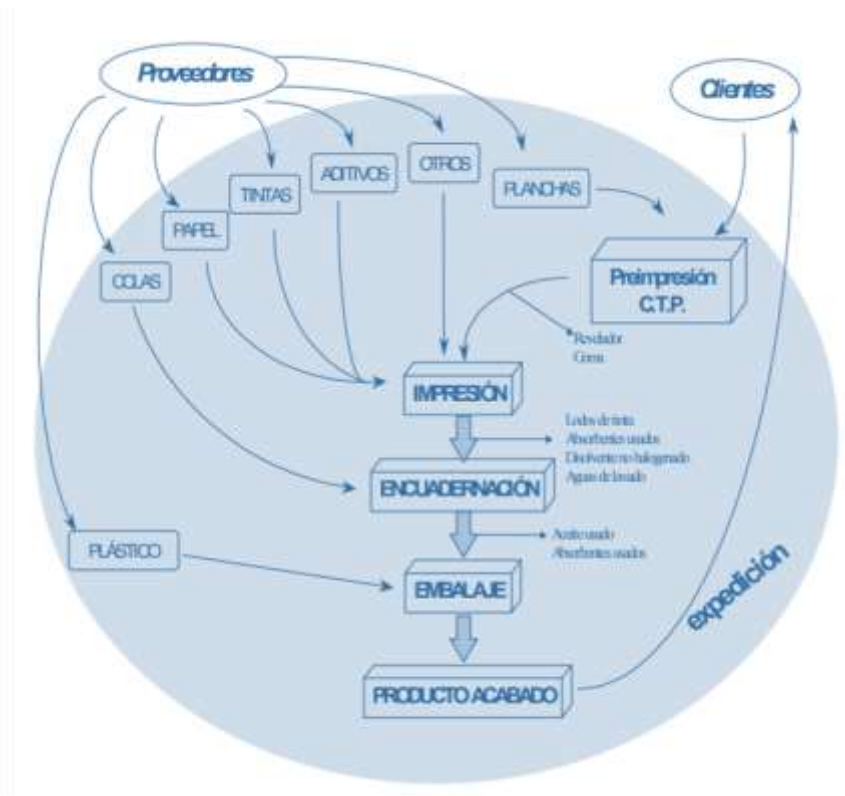 Proveedores
Clientes
OTROS
ADITIVOS
TINTAS
PLANCHAS
PAPEL
COLAS
Preimpresión
C.T.P.
Revelador
Goma
IMPRESIÓN
Lodos de tinta
Absorbentes usados
Disolvente no halogenado
Aguas de lavado
ENCUADERNACIÓN
Aceite usado
Absorbentes usados
PLÁSTICO
EMBALAJE
expedición
PRODUCTO ACABADO